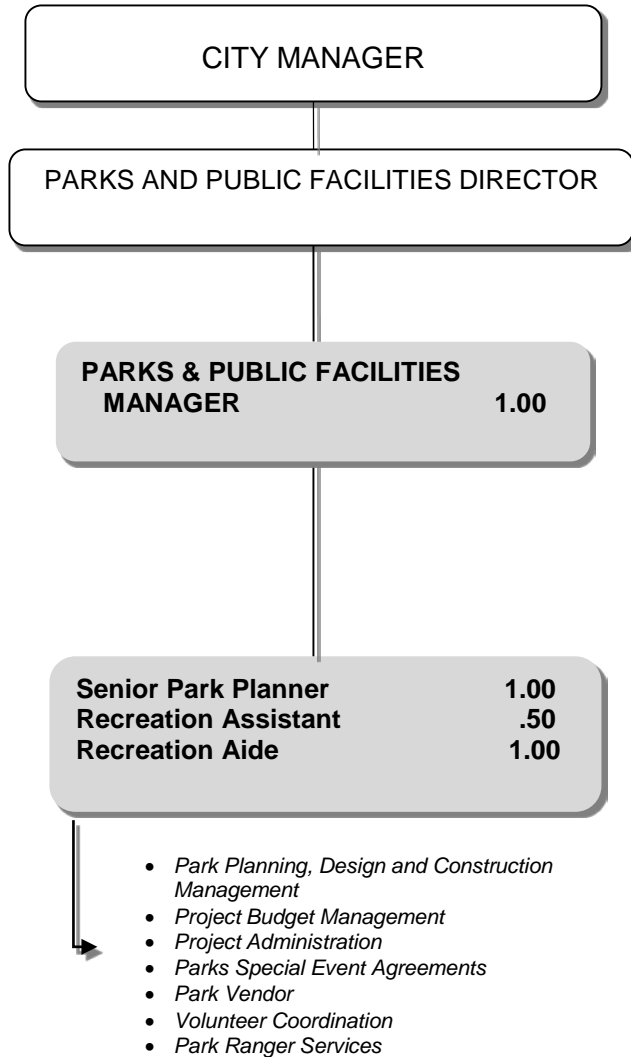 CITY MANAGER
PARKS AND PUBLIC FACILITIES DIRECTOR
PARKS & PUBLIC FACILITIES
MANAGER 1.00
Senior Park Planner 1.00
Recreation Assistant .50
Recreation Aide 1.00
• Park Planning, Design and Construction
Management
• Project Budget Management
• Project Administration
• Parks Special Event Agreements
• Park Vendor
• Volunteer Coordination
• Park Ranger Services